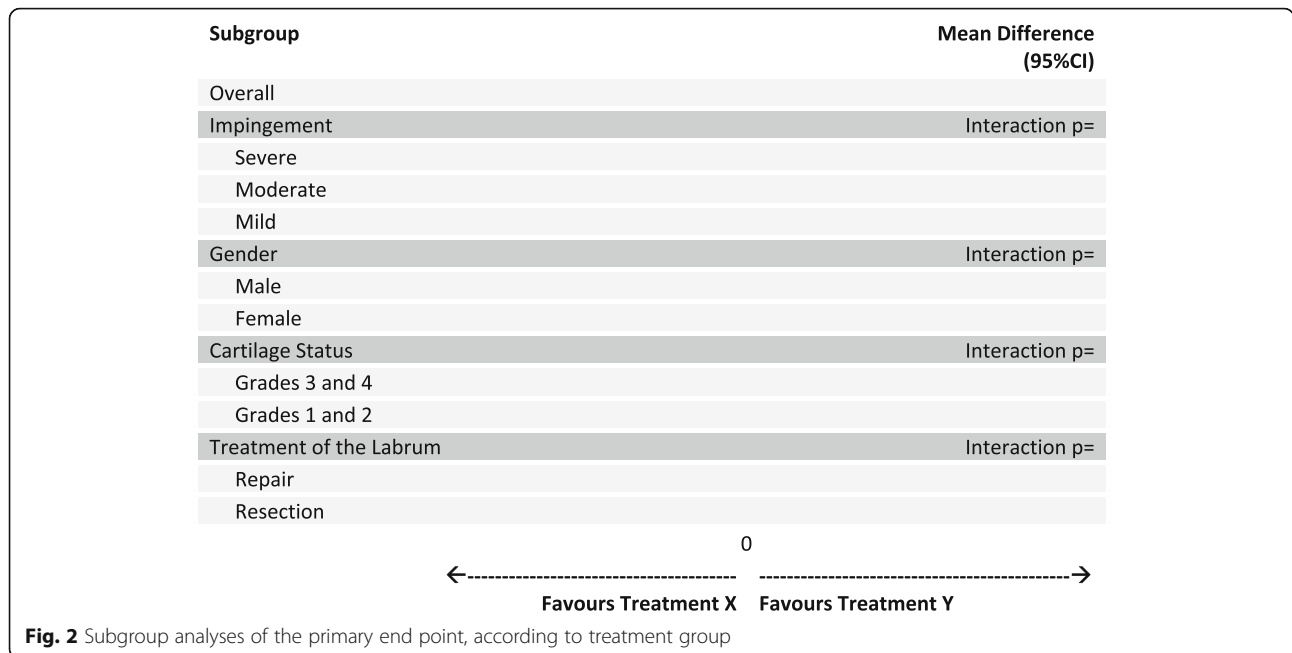 Subgroup Mean Difference
(95%CI)
Overall
Impingement Interaction p=
Severe
Moderate
Mild
Gender Interaction p=
Male
Female
Cartilage Status Interaction p=
Grades 3 and 4
Grades 1 and 2
Treatment of the Labrum Interaction p=
Repair
Resection
0
Favours Treatment X Favours Treatment Y
Fig. 2 Subgroup analyses of the primary end point, according to treatment group